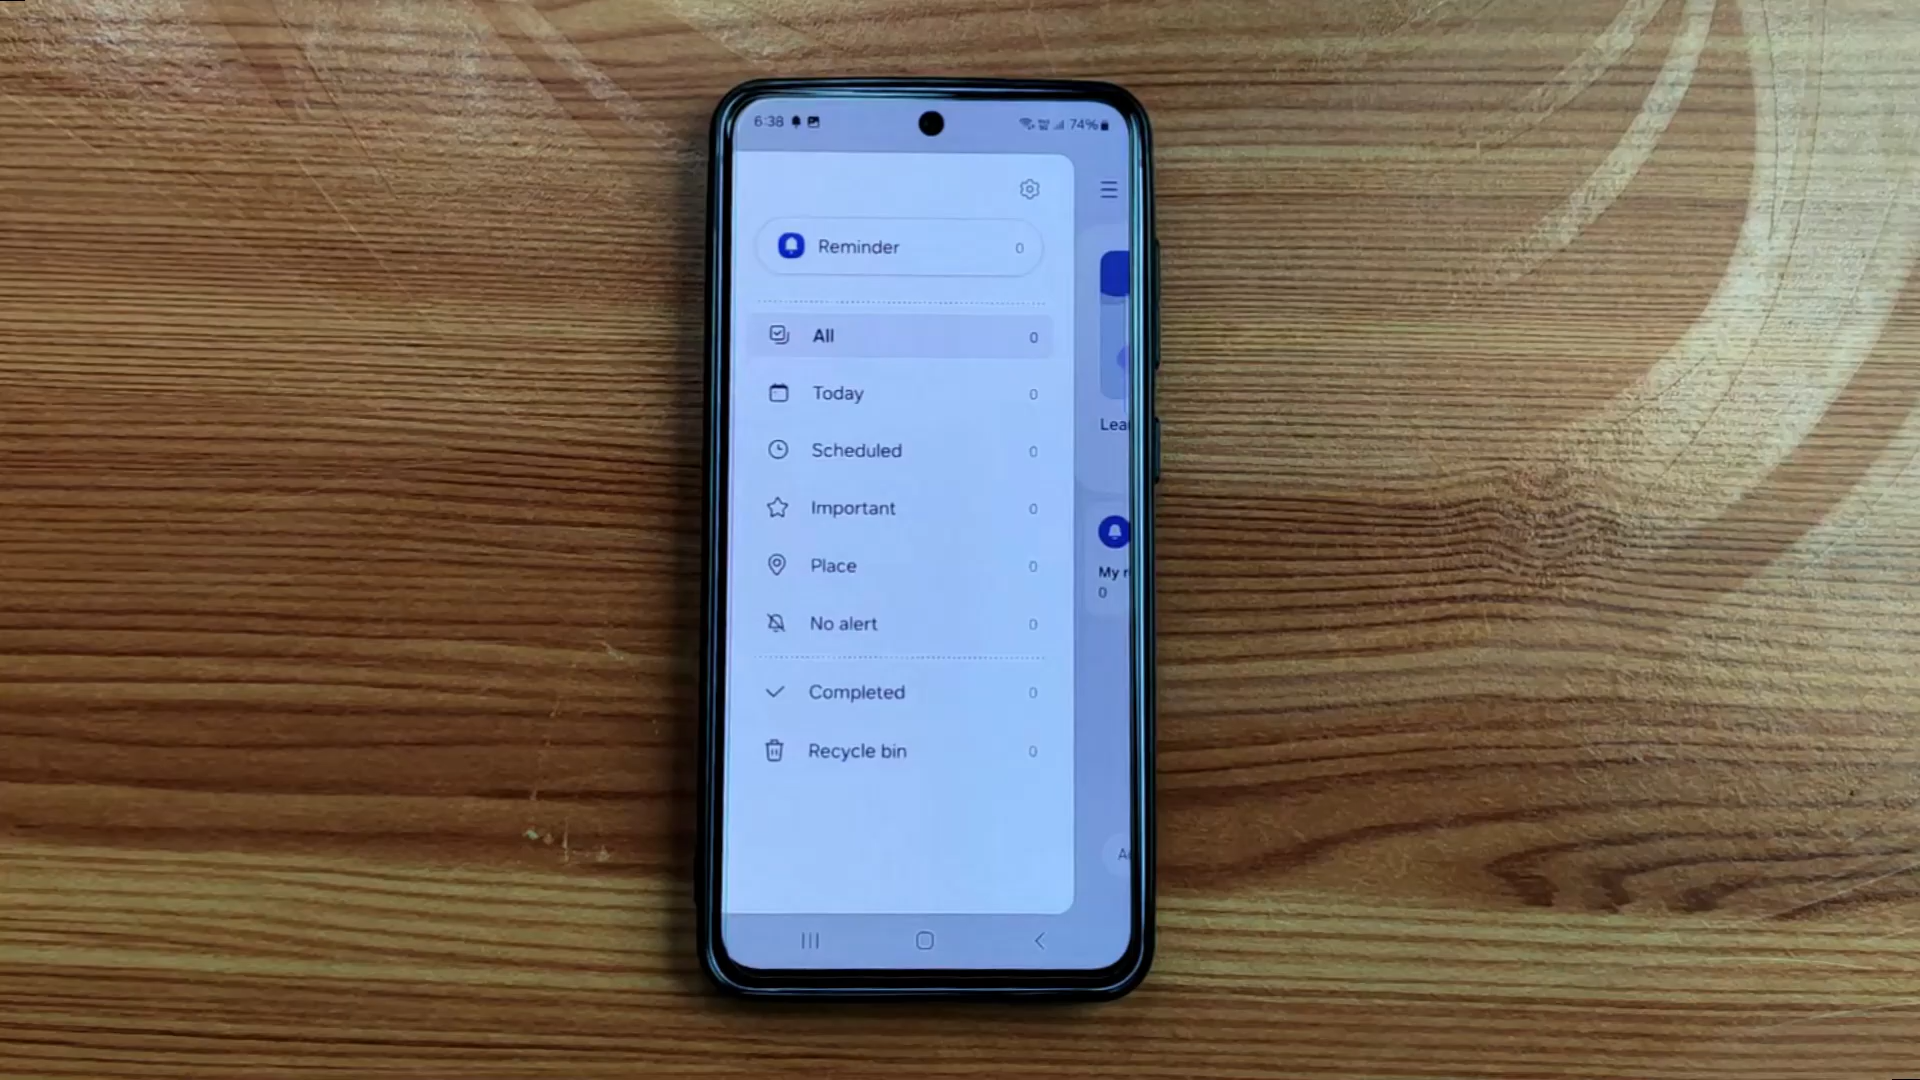 6:38 74%
Reminder 0
All 0
Today 0
Scheduled 0
Important 0
Place 0
No alert 0
Completed 0
Recycle bin 0
Lea
My r
0
A